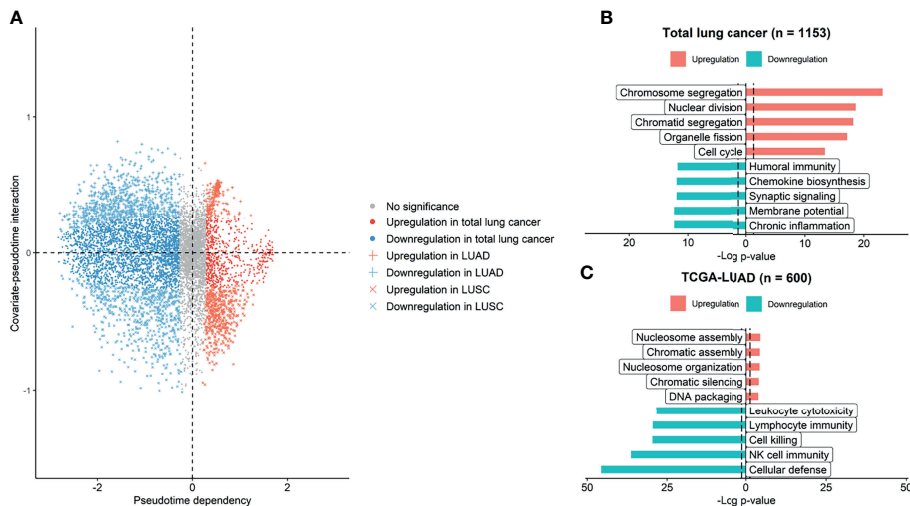 A
Covariate-pseudotime interaction
1
0
-1
-2
0
2
Pseudotime dependency
No significance
Upregulation in total lung cancer
Downregulation in total lung cancer
Upregulation in LUAD
Downregulation in LUAD
Upregulation in LUSC
Downregulation in LUSC
B
Total lung cancer (n = 1153)
Upregulation Downregulation
Chromosome segregation
Nuclear division
Chromatid segregation
Organelle fission
Cell cycle
Humoral immunity
Chemokine biosynthesis
Synaptic signaling
Membrane potential
Chronic inflammation
20 10 0 10 20
-Log p-value
C
TCGA-LUAD (n = 600)
Upregulation Downregulation
Nucleosome assembly
Chromatic assembly
Nucleosome organization
Chromatic silencing
DNA packaging
Leukocyte cytotoxicity
Lymphocyte immunity
Cell killing
NK cell immunity
Cellular defense
50 25 0 25 50
-Log p-value